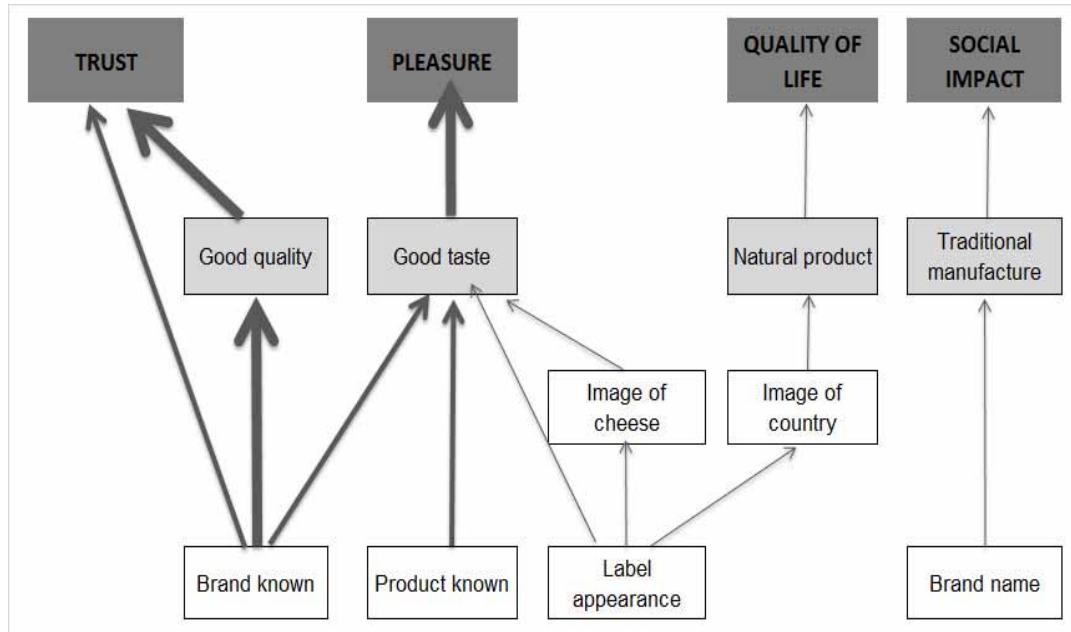 TRUST
PLEASURE
QUALITY OF
LIFE
SOCIAL
IMPACT
Good quality
Good taste
Natural product
Traditional
manufacture
Image of
cheese
Image of
country
Brand known
Product known
Label
appearance
Brand name